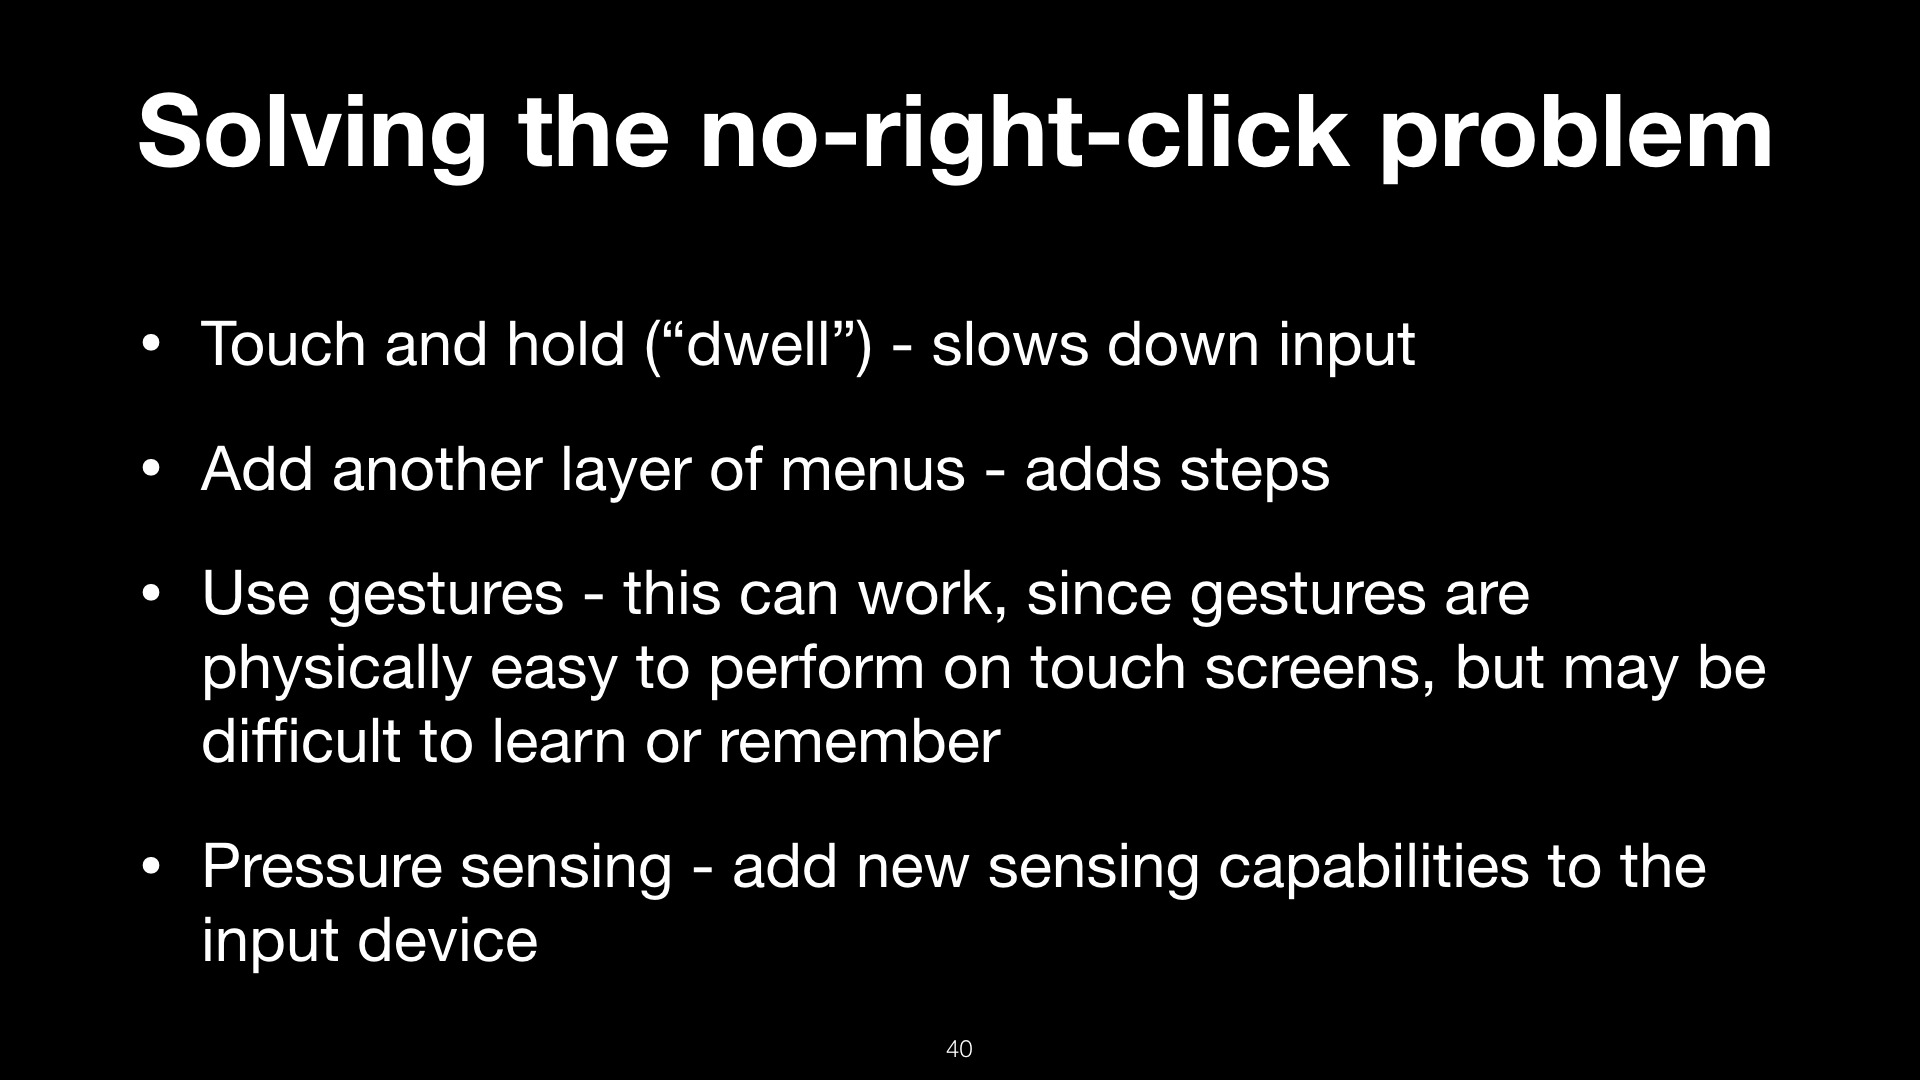 Solving the no-right-click problem
• Touch and hold (“dwell”) - slows down input
• Add another layer of menus - adds steps
• Use gestures - this can work, since gestures are
physically easy to perform on touch screens, but may be
difficult to learn or remember
• Pressure sensing - add new sensing capabilities to the
input device
40